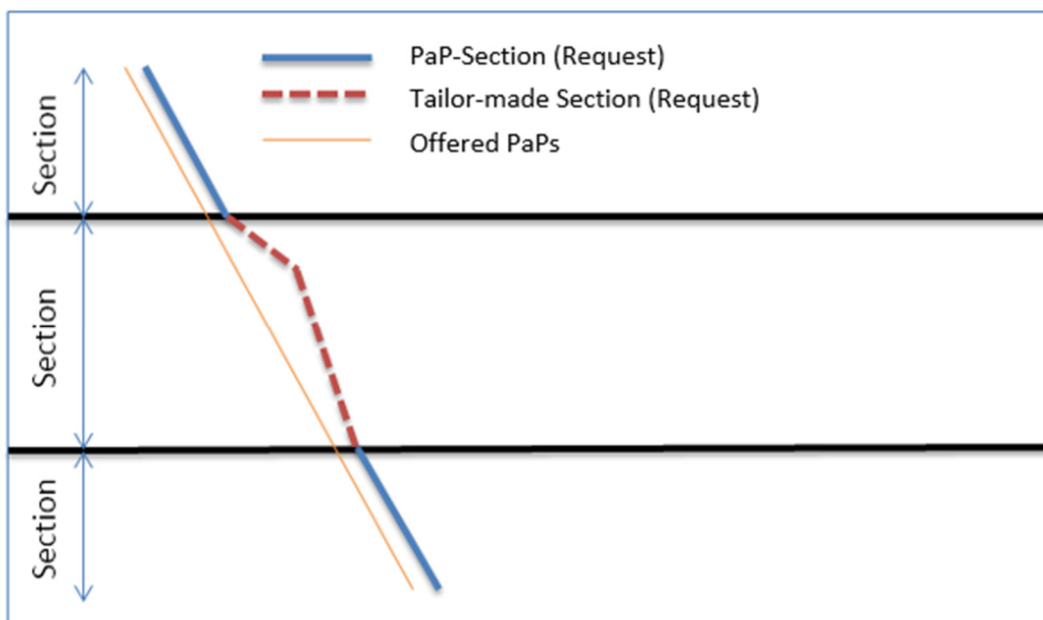 PaP-Section (Request)
Tailor-made Section (Request)
Offered PaPs
Section
Section
Section